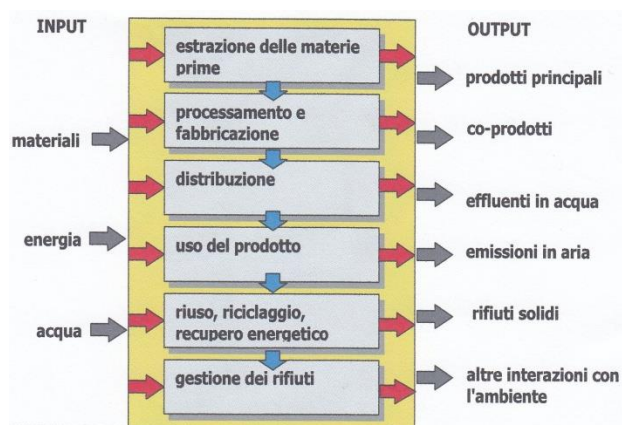 INPUT
OUTPUT
estrazione delle materie
prime
prodotti principali
processamento e
fabbricazione
co-prodotti
materiali
distribuzione
effluenti in acqua
energia
uso del prodotto
emissioni in aria
acqua
riuso, riciclaggio,
recupero energetico
rifiuti solidi
gestione dei rifiuti
altre interazioni con
l'ambiente